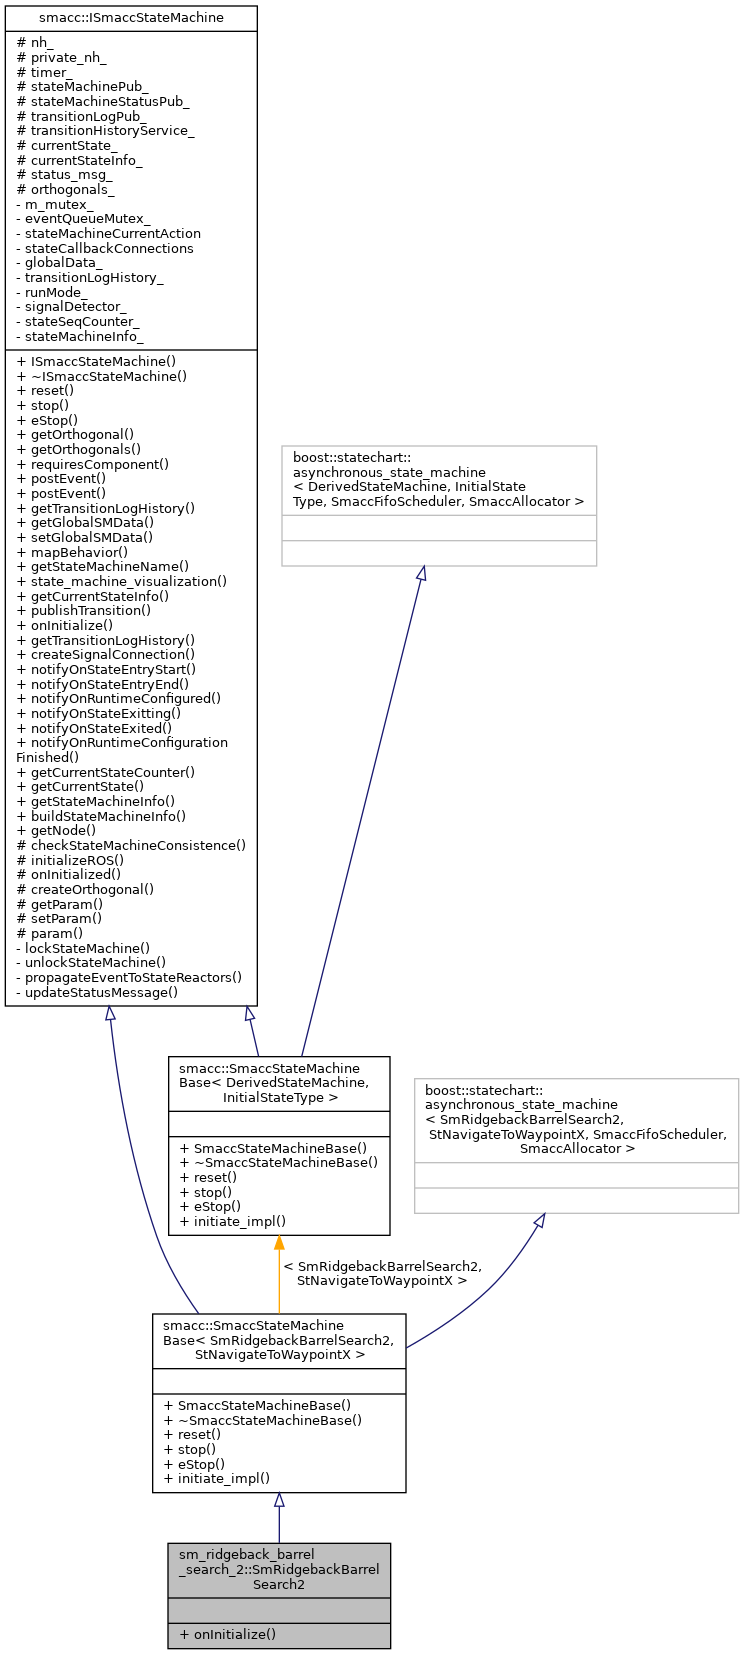 smacc::ISmaccStateMachine
# nh_
# private_nh_
# timer_
# stateMachinePub_
# stateMachineStatusPub_
# transitionLogPub_
# transitionHistoryService_
# currentState_
# currentStateInfo_
# status_msg_
# orthogonals_
- m_mutex_
- eventQueueMutex_
- stateMachineCurrentAction
- stateCallbackConnections
- globalData_
- transitionLogHistory_
- runMode_
- signalDetector_
- stateSeqCounter_
- stateMachineInfo_
+ ISmaccStateMachine()
+ ~ISmaccStateMachine()
+ reset()
+ stop()
+ eStop()
+ getOrthogonal()
+ getOrthogonals()
+ requiresComponent()
+ postEvent()
+ postEvent()
+ getTransitionLogHistory()
+ getGlobalSMData()
+ setGlobalSMData()
+ mapBehavior()
+ getStateMachineName()
+ state_machine_visualization()
+ getCurrentStateInfo()
+ publishTransition()
+ onInitialize()
+ getTransitionLogHistory()
+ createSignalConnection()
+ notifyOnStateEntryStart()
+ notifyOnStateEntryEnd()
+ notifyOnRuntimeConfigured()
+ notifyOnStateExitting()
+ notifyOnStateExited()
+ notifyOnRuntimeConfiguration
Finished()
+ getCurrentStateCounter()
+ getCurrentState()
+ getStateMachineInfo()
+ buildStateMachineInfo()
+ getNode()
# checkStateMachineConsistence()
# initializeROS()
# onInitialized()
# createOrthogonal()
# getParam()
# setParam()
# param()
- lockStateMachine()
- unlockStateMachine()
- propagateEventToStateReactors()
- updateStatusMessage()
boost::statechart::
asynchronous_state_machine
< DerivedStateMachine, InitialState
Type, SmaccFifoScheduler, SmaccAllocator >
smacc::SmaccStateMachine
Base< DerivedStateMachine,
InitialStateType >
+ SmaccStateMachineBase()
+ ~SmaccStateMachineBase()
+ reset()
+ stop()
+ eStop()
+ initiate_impl()
boost::statechart::
asynchronous_state_machine
< SmRidgebackBarrelSearch2,
StNavigateToWaypointX, SmaccFifoScheduler,
SmaccAllocator >
< SmRidgebackBarrelSearch2,
StNavigateToWaypointX >
smacc::SmaccStateMachine
Base< SmRidgebackBarrelSearch2,
StNavigateToWaypointX >
+ SmaccStateMachineBase()
+ ~SmaccStateMachineBase()
+ reset()
+ stop()
+ eStop()
+ initiate_impl()
sm_ridgeback_barrel
_search_2::SmRidgebackBarrel
Search2
+ onInitialize()